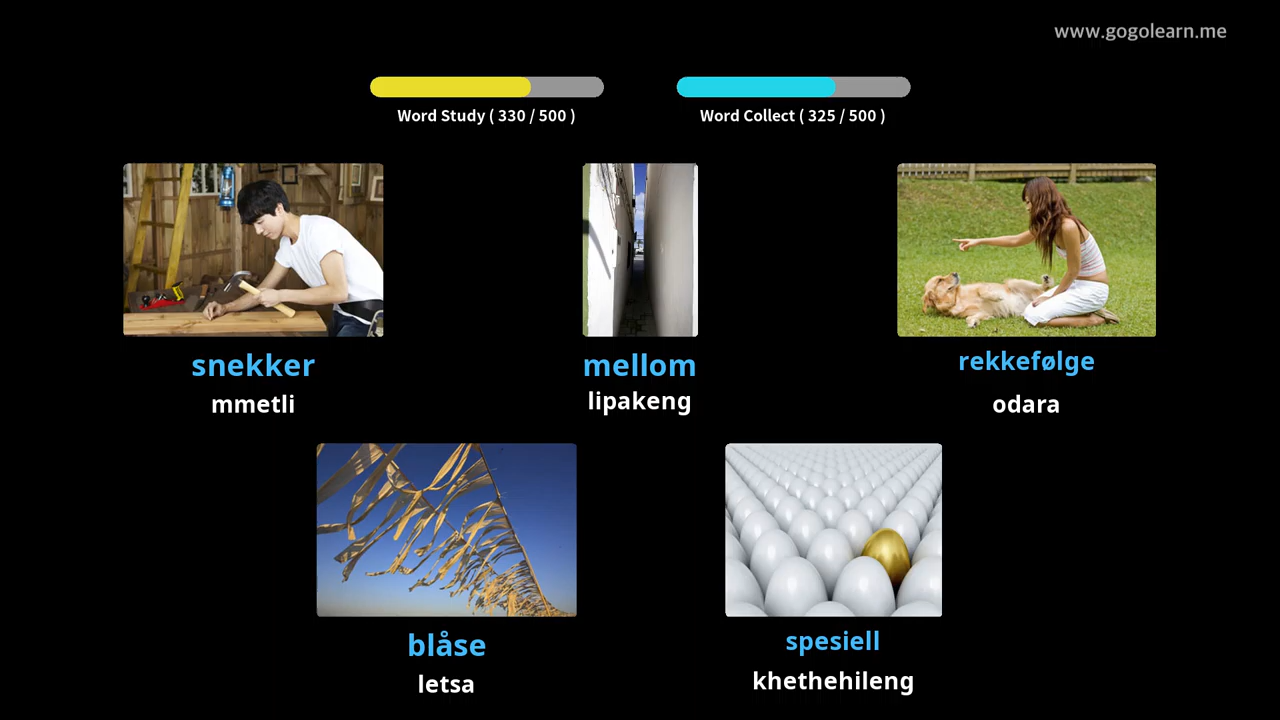 www.gogolearn.me
Word Study ( 330 / 500 )
Word Collect ( 325 / 500 )
snekker
mmetli
mellom
lipakeng
rekkefølge
odara
blåse
letsa
spesiell
khethehileng